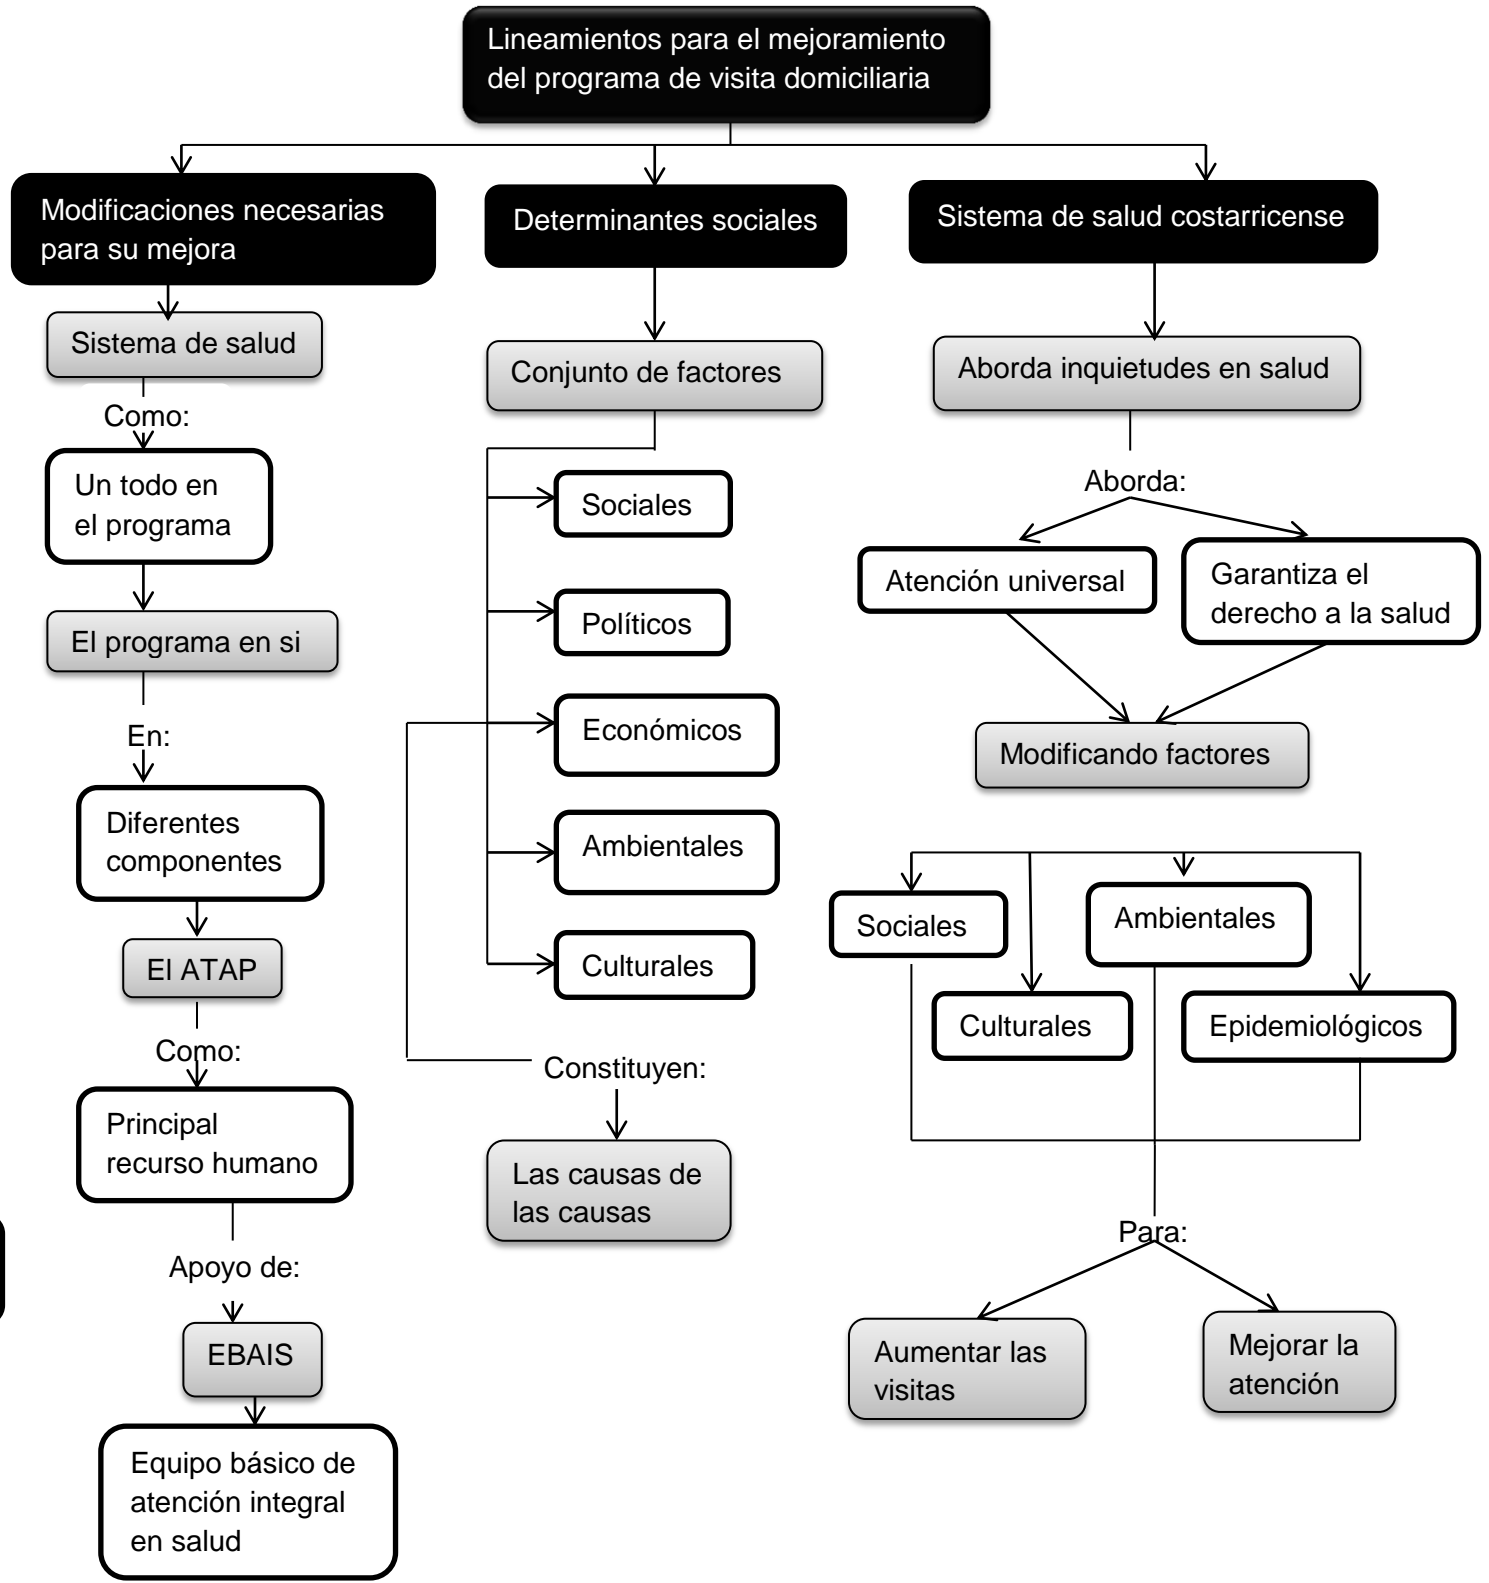 Lineamientos para el mejoramiento
del programa de visita domiciliaria
Modificaciones necesarias
para su mejora
Sistema de salud
Como:
Un todo en
el programa
El programa en si
En:
Diferentes
componentes
El ATAP
Como:
Principal
recurso humano
Apoyo de:
EBAIS
Equipo básico de
atención integral
en salud
Determinantes sociales
Conjunto de factores
Sociales
Políticos
Económicos
Ambientales
Culturales
Constituyen:
Las causas de
las causas
Sistema de salud costarricense
Aborda inquietudes en salud
Aborda:
Atención universal
Garantiza el
derecho a la salud
Modificando factores
Sociales
Ambientales
Culturales
Epidemiológicos
Para:
Aumentar las
visitas
Mejorar la
atención